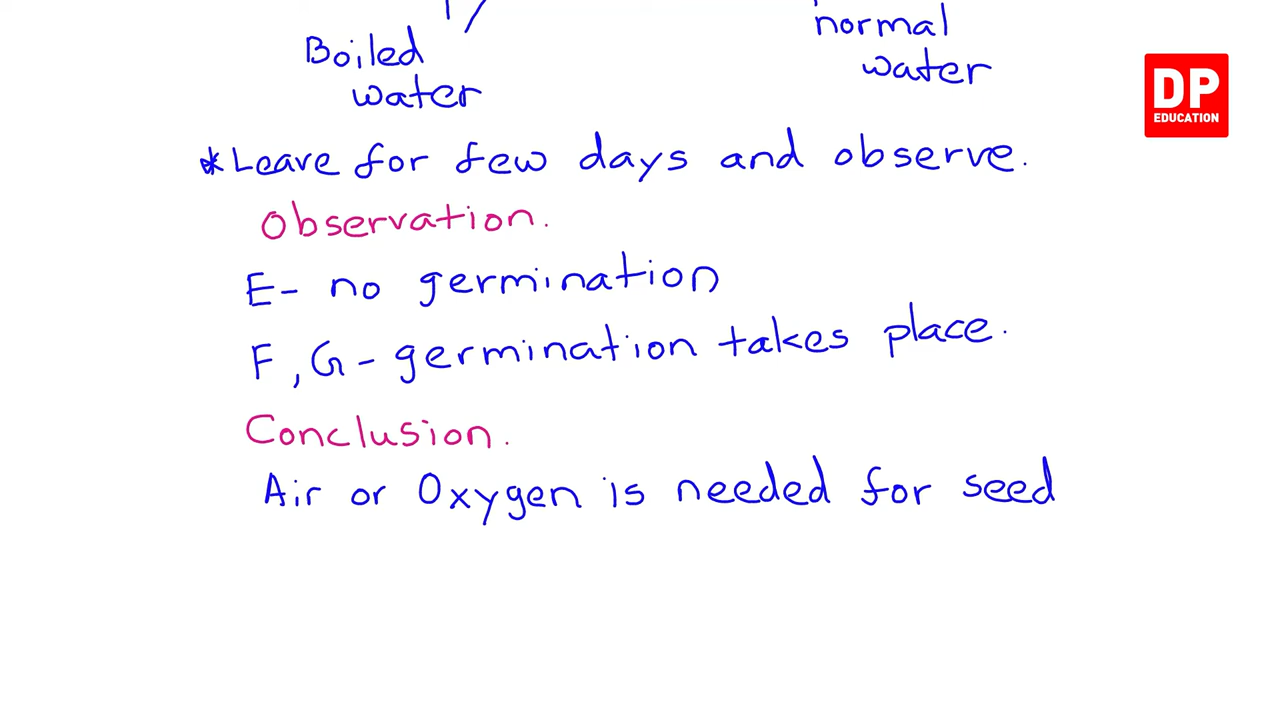 Boiled
water
normal
water
DP
EDUCATION
*Leave for few days and observe.
Observation.
E- no germination
F, G- germination takes place.
Conclusion.
Air or Oxygen is needed for seed